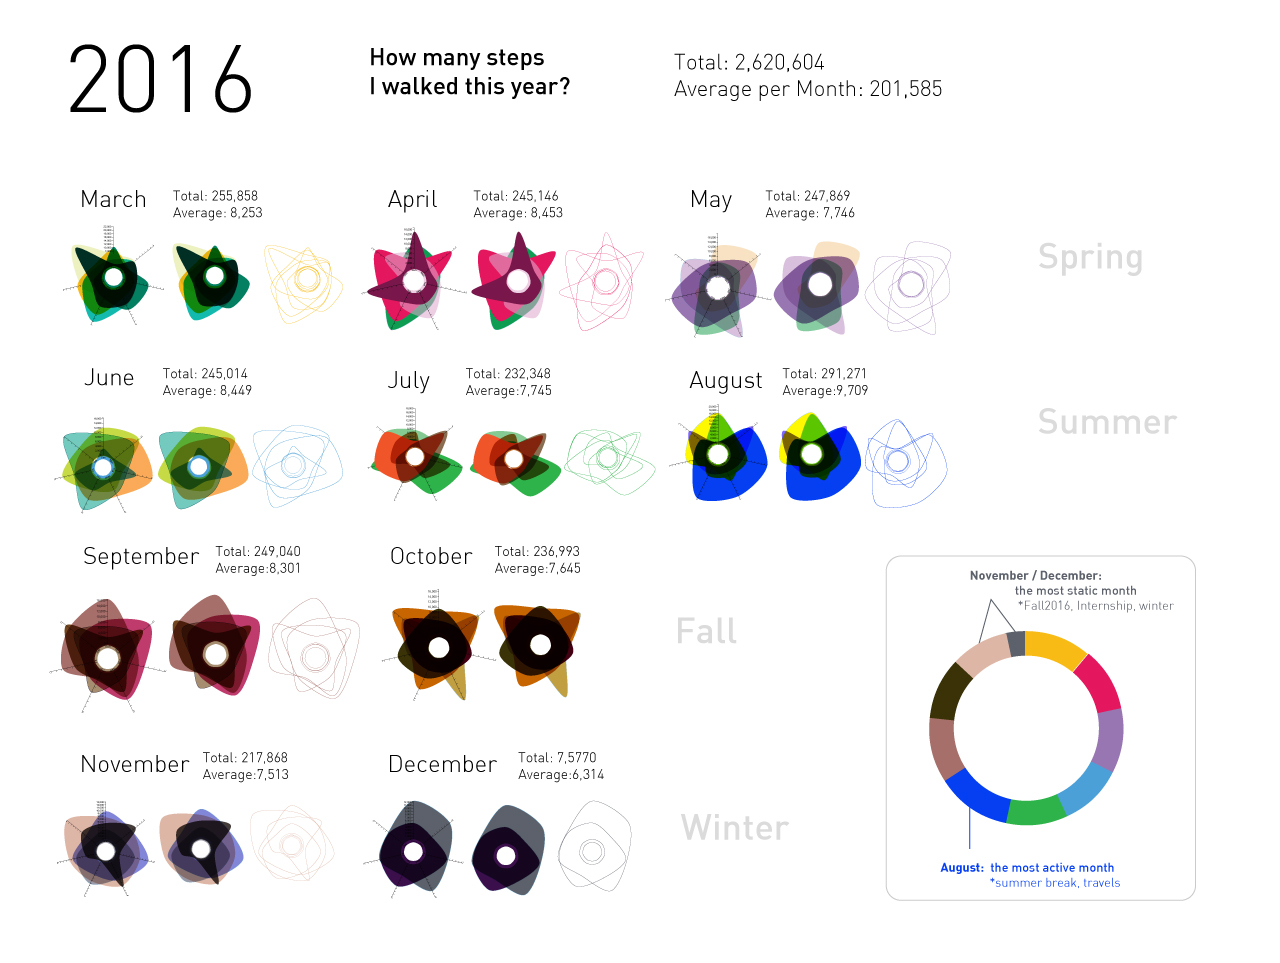 2016
How many steps
I walked this year?
Total: 2,620,604
Average per Month: 201,585
March
Total: 255,858
Average: 8,253
April
Total: 245,146
Average: 8,453
May
Total: 247,869
Average: 7,746
Spring
June
Total: 245,014
Average: 8,449
July
Total: 232,348
Average:7,745
August
Total: 291,271
Average:9,709
Summer
September
Total: 249,040
Average:8,301
October
Total: 236,993
Average:7,645
Fall
November / December:
the most static month
*Fall2016, Internship, winter
November
Total: 217,868
Average:7,513
December
Total: 7,5770
Average:6,314
Winter
August: the most active month
*summer break, travels